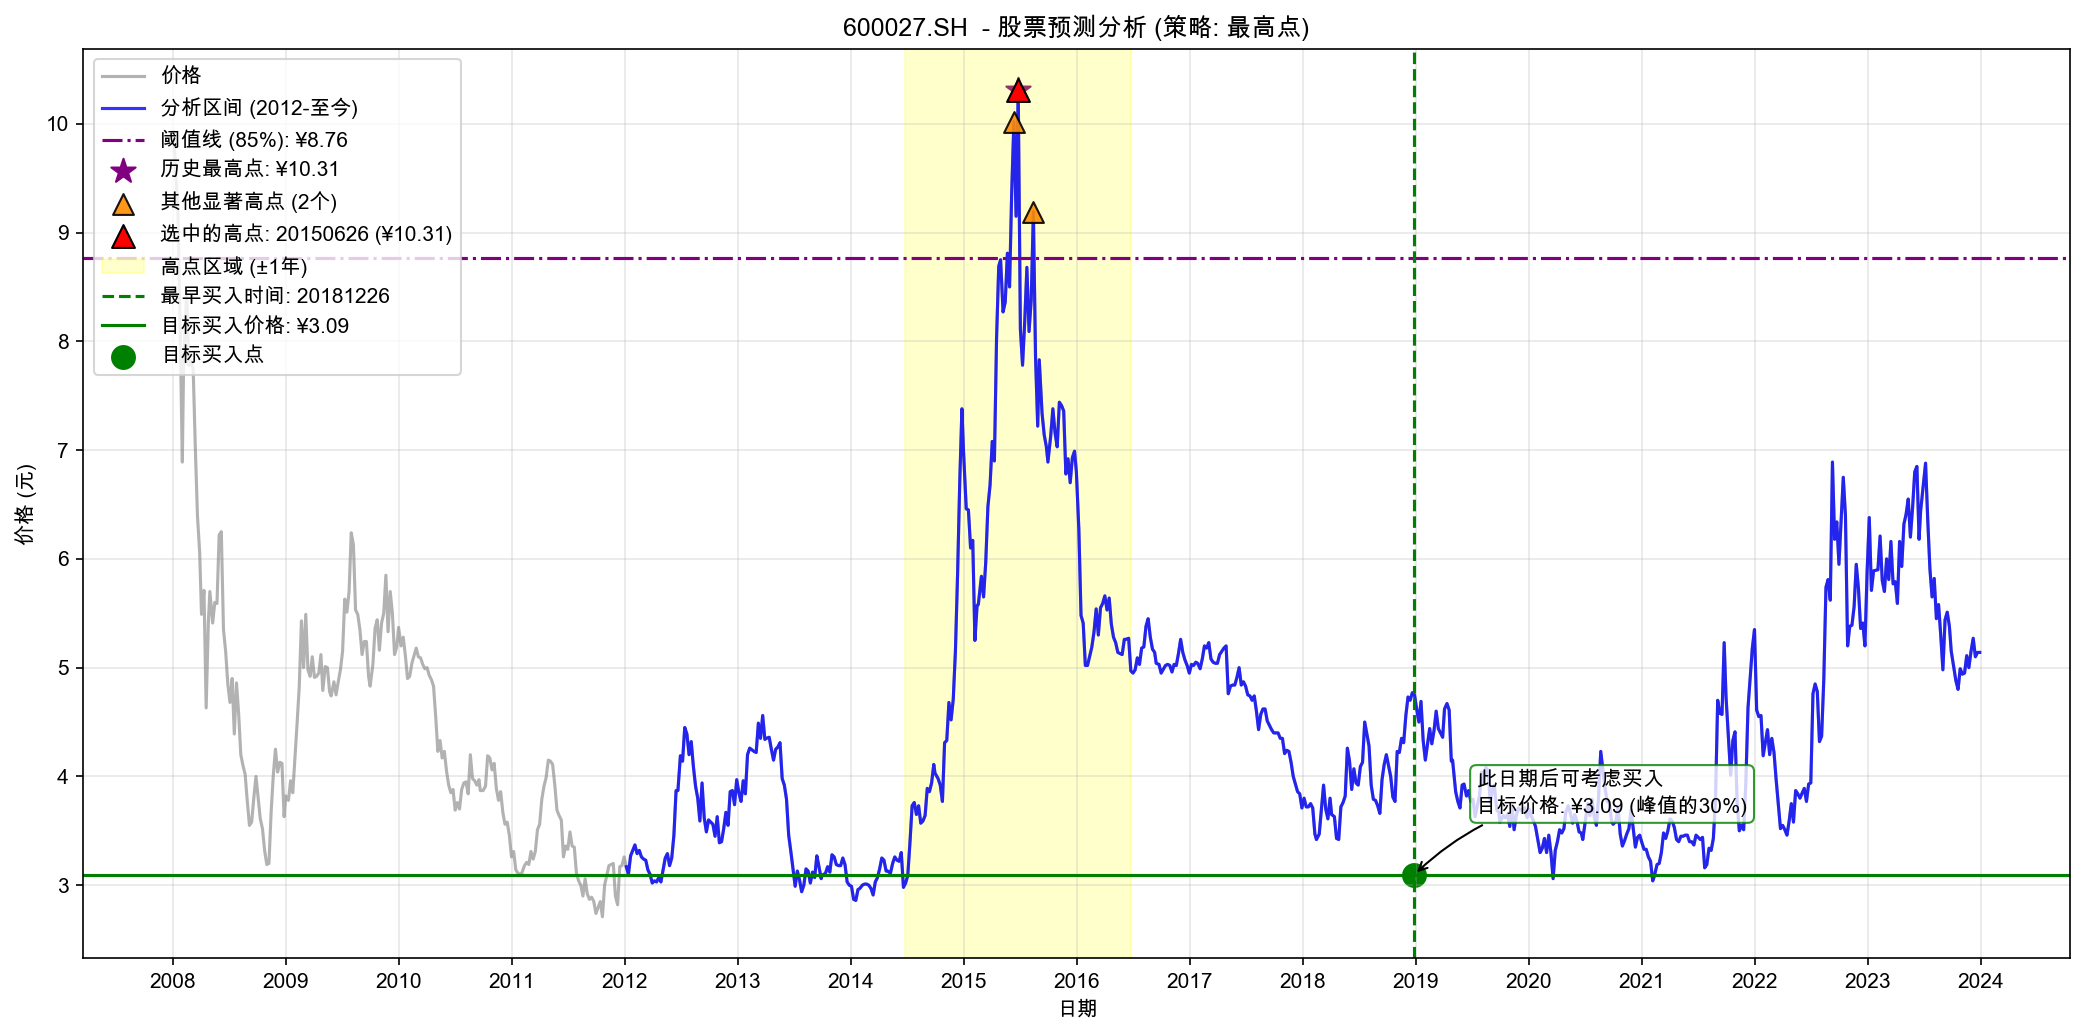 600027.SH - 股票预测分析 (策略: 最高点)
价格
分析区间 (2012-至今)
阈值线 (85%): ¥8.76
历史最高点: ¥10.31
其他显著高点 (2个)
选中的高点: 20150626 (¥10.31)
高点区域 (±1年)
最早买入时间: 20181226
目标买入价格: ¥3.09
目标买入点
价格 (元)
10
9
8
7
6
5
4
3
此日期后可考虑买入
目标价格: ¥3.09 (峰值的30%)
2008 2009 2010 2011 2012 2013 2014 2015 2016 2017 2018 2019 2020 2021 2022 2023 2024
日期